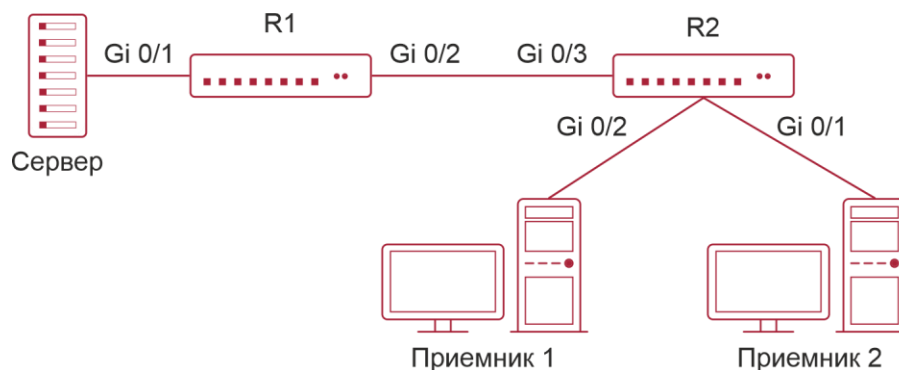 R1
R2
Gi 0/1
Gi 0/2
Gi 0/3
Сервер
Gi 0/2
Gi 0/1
Приемник 1
Приемник 2